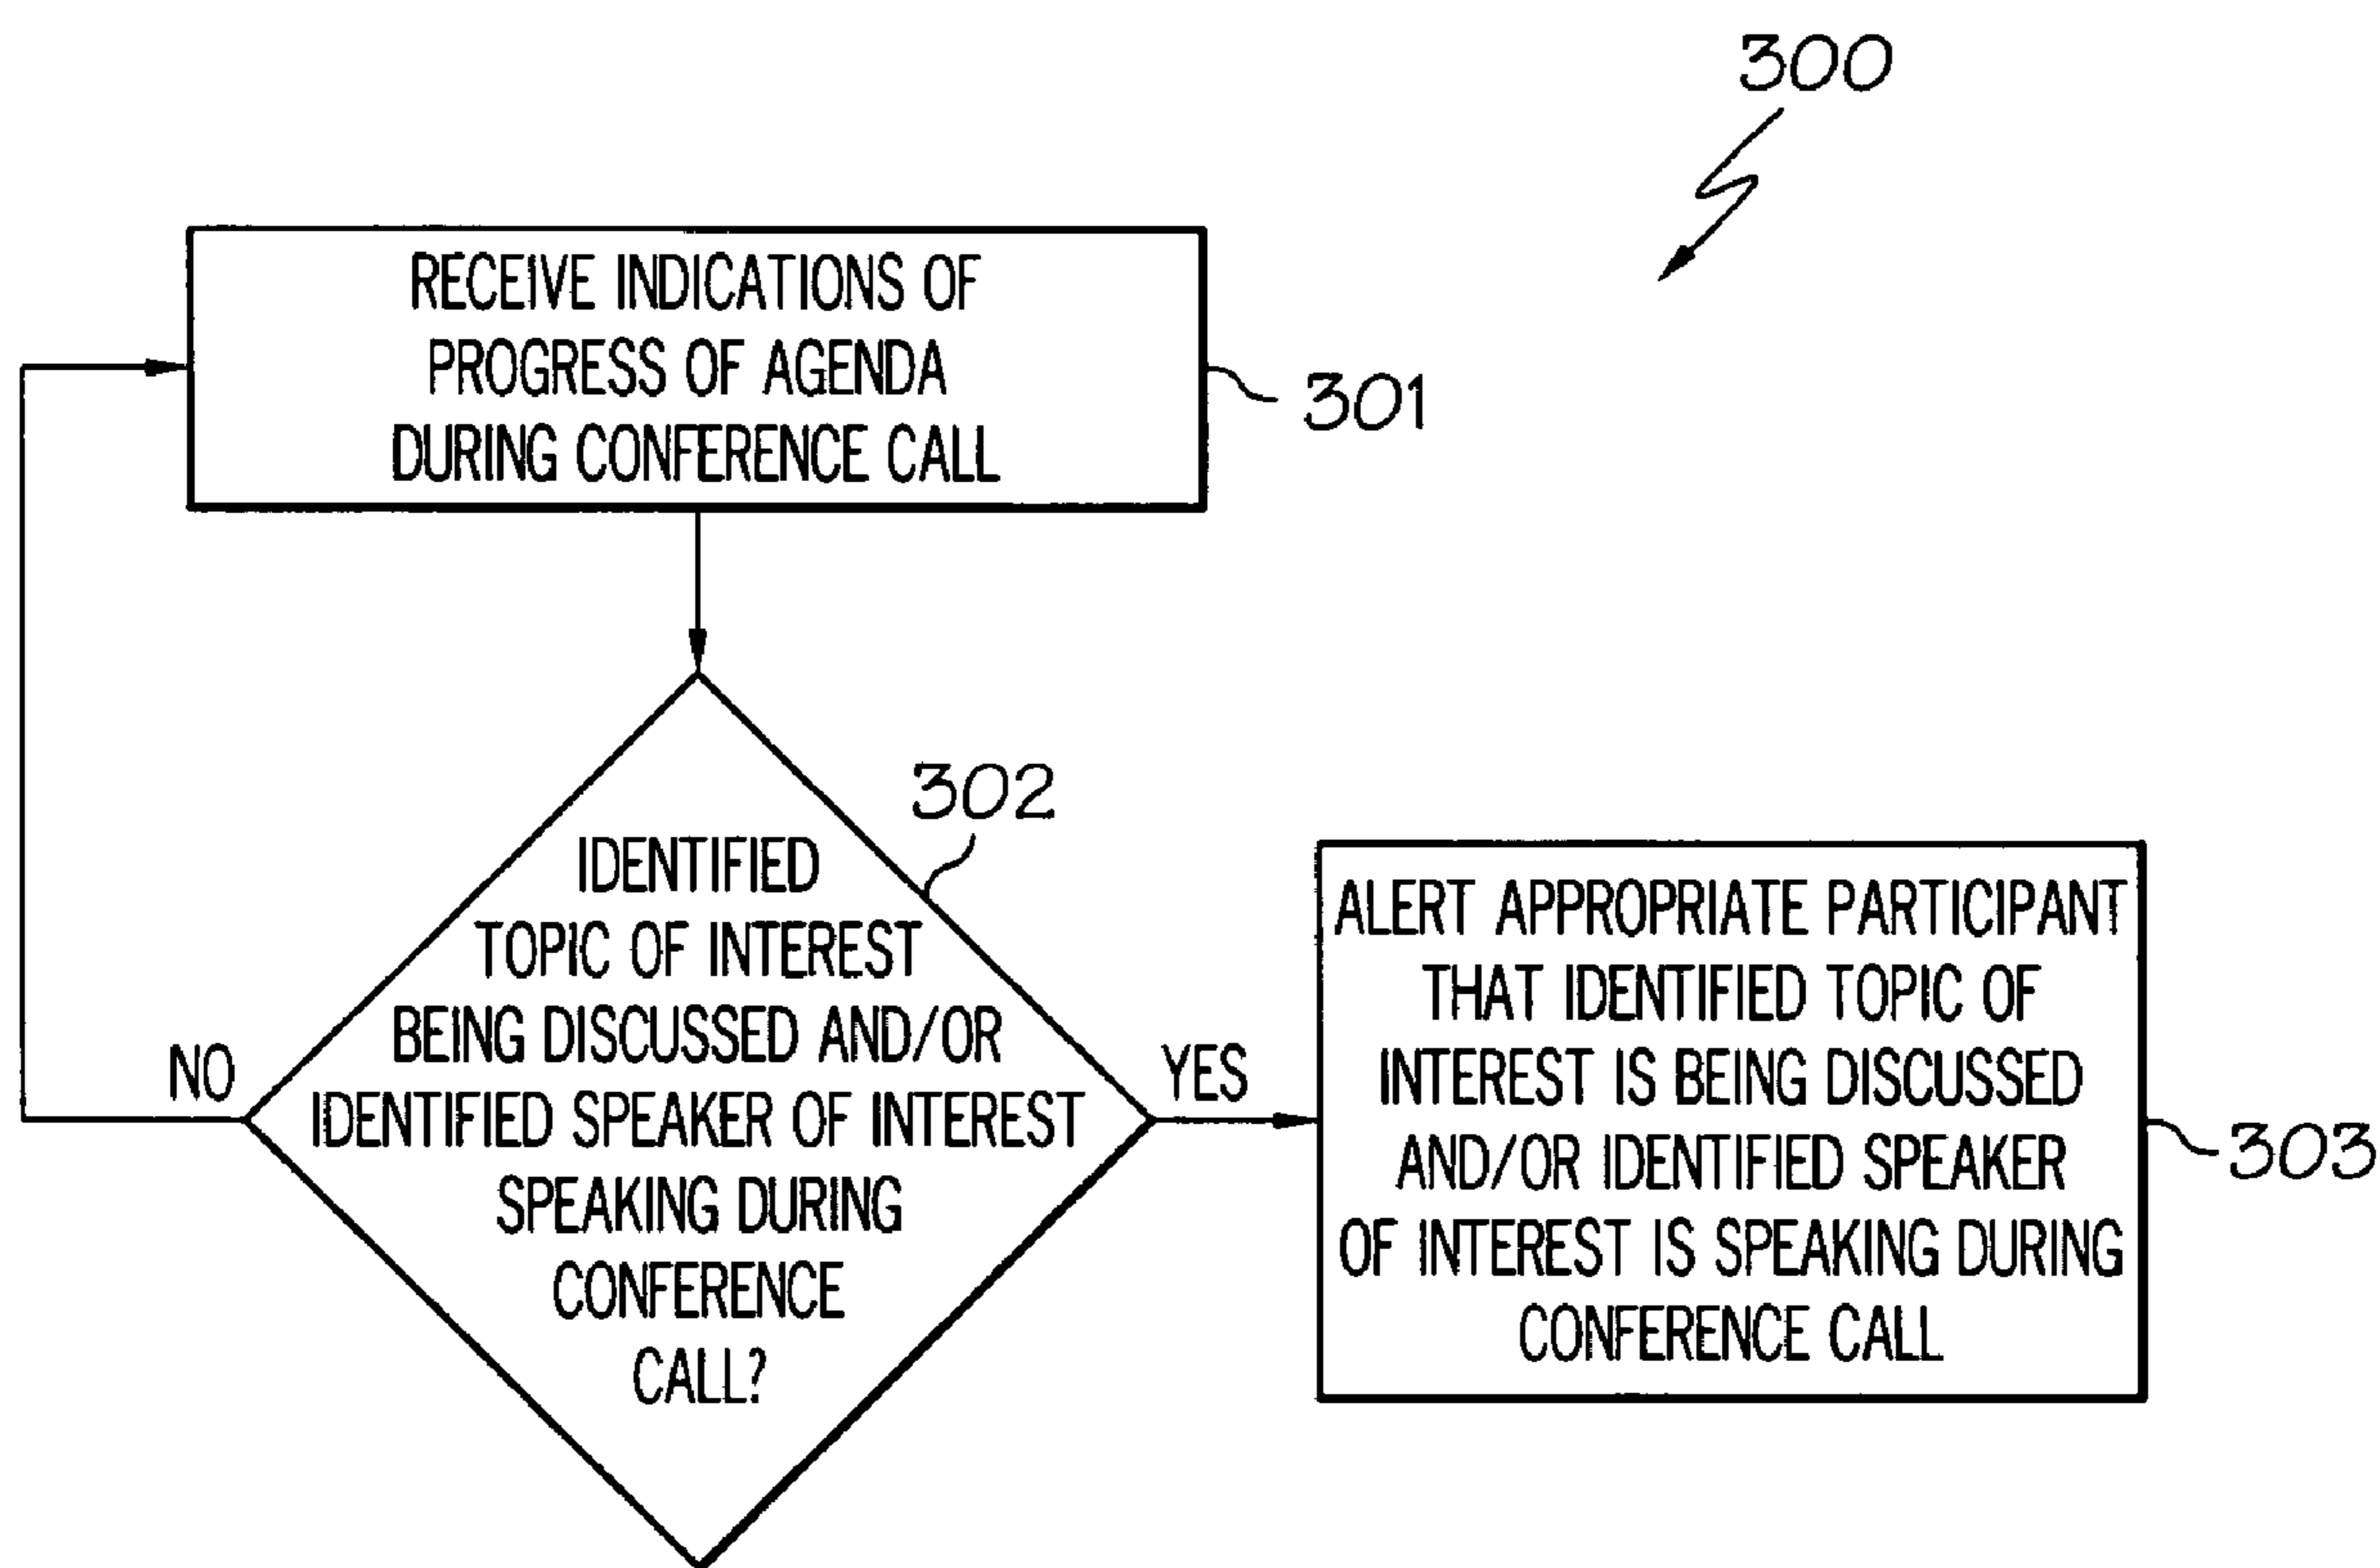 300
RECEIVE INDICATIONS OF
PROGRESS OF AGENDA
DURING CONFERENCE CALL
301
302
IDENTIFIED
TOPIC OF INTEREST
BEING DISCUSSED AND/OR
IDENTIFIED SPEAKER OF INTEREST
SPEAKING DURING
CONFERENCE
CALL?
NO
YES
ALERT APPROPRIATE PARTICIPANT
THAT IDENTIFIED TOPIC OF
INTEREST IS BEING DISCUSSED
AND/OR IDENTIFIED SPEAKER
OF INTEREST IS SPEAKING DURING
CONFERENCE CALL
303